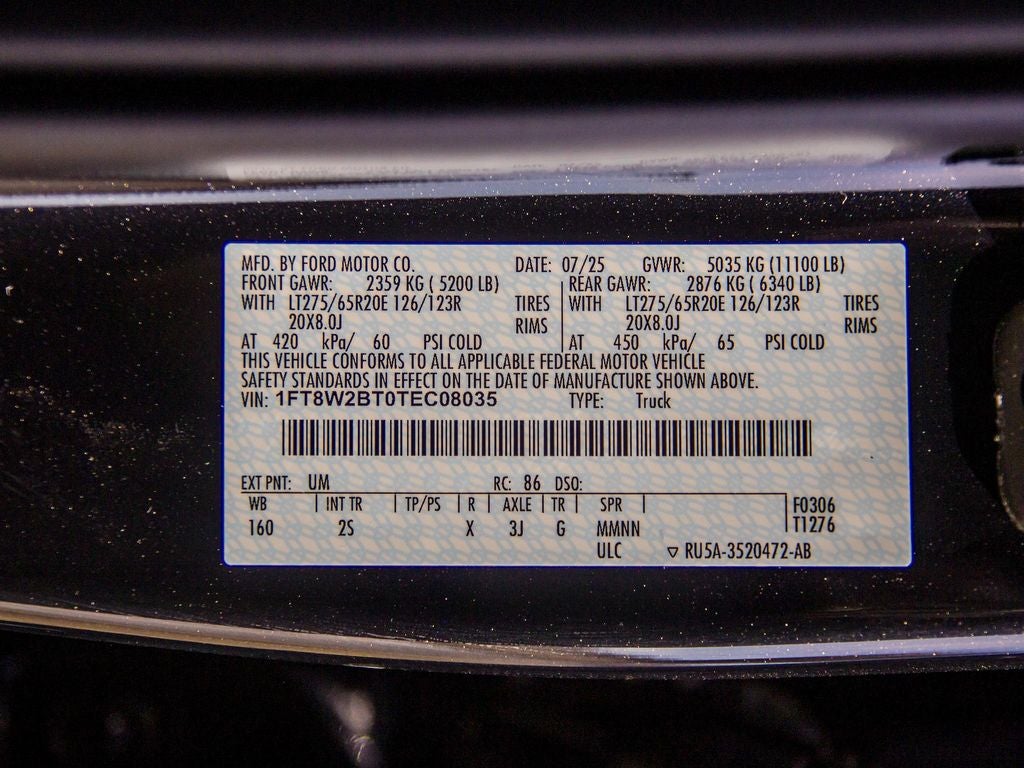 MFD. BY FORD MOTOR CO. DATE: 07/25 GVWR: 5035 KG (11100 LB)
FRONT GAWR: 2359 KG ( 5200 LB) REAR GAWR: 2876 KG ( 6340 LB)
WITH LT275/65R20E 126/123R TIRES WITH LT275/65R20E 126/123R TIRES
20X8.0J RIMS 20X8.0J RIMS
AT 420 kPa/ 60 PSI COLD AT 450 kPa/ 65 PSI COLD
THIS VEHICLE CONFORMS TO ALL APPLICABLE FEDERAL MOTOR VEHICLE
SAFETY STANDARDS IN EFFECT ON THE DATE OF MANUFACTURE SHOWN ABOVE.
VIN: 1FT8W2BT0TEC08035 TYPE: Truck
EXT PNT: UM RC: 86 DSO:
WB INT TR TP/PS R AXLE TR SPR F0306
160 2S X 3J G MMNN T1276
ULC ▽ RU5A-3520472-AB